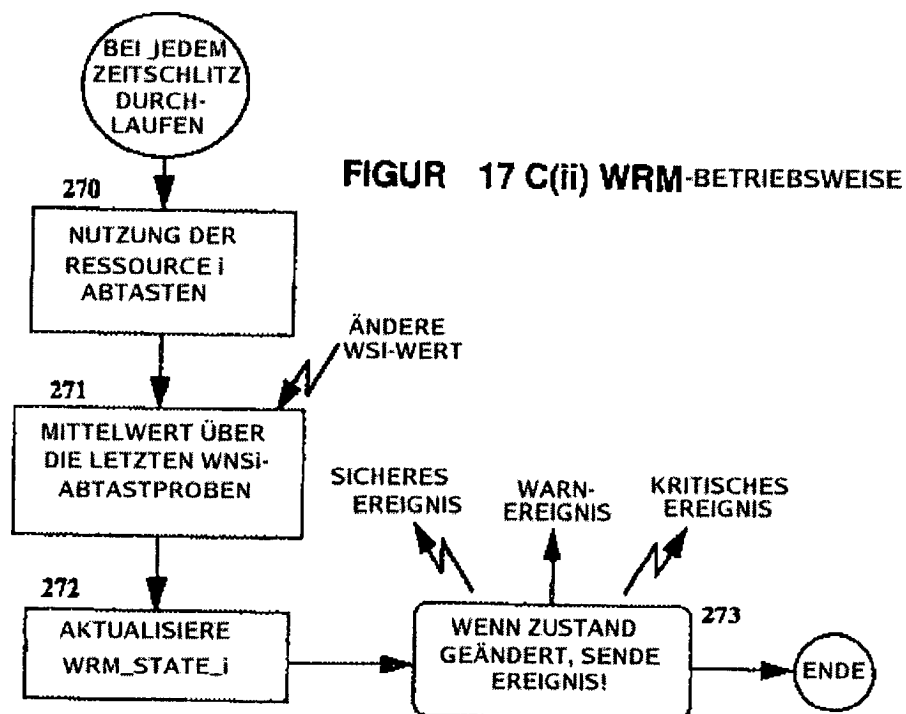 BEI JEDEM
ZEITSCHLITZ
DURCH-
LAUFEN
FIGUR 17 C(ii) WRM-BETRIEBSWEISE
270
NUTZUNG DER
RESSOURCE i
ABTASTEN
ÄNDERE
WSI-WERT
271
MITTELWERT ÜBER
DIE LETZTEN WNSi-
ABTASTPROBEN
SICHERES
EREIGNIS
WARN-
EREIGNIS
KRITISCHES
EREIGNIS
272
AKTUALISIERE
WRM_STATE_i
273
WENN ZUSTAND
GEÄNDERT, SENDE
EREIGNIS!
ENDE